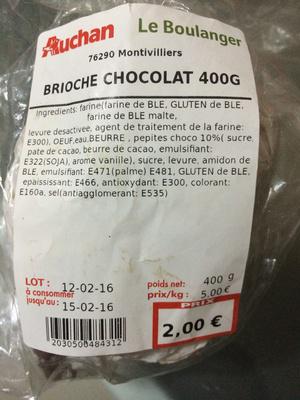 Auchan
Le Boulanger
76290 Montivilliers
BRIOCHE CHOCOLAT 400G
Ingredients: farine(farine de BLE, GLUTEN de BLE,
farine de BLE malte,
levure desactivee, agent de traitement de la farine:
E300), OEUF,eau,BEURRE , pepites choco 10%( sucre,
pate de cacao, beurre de cacao, emulsifiant:
E322(SOJA), arome vanille), sucre, levure, amidon de
BLE, emulsifiant: E471(palme) E481, GLUTEN de BLE,
epaississant: E466, antioxydant: E300, colorant:
E160a, sel(antiagglomerant: E535)
LOT : 12-02-16
à consommer
jusqu'au : 15-02-16
poids net: 400 g
prix/kg : 5.00€
PRIX
2,00 €
2030500484312